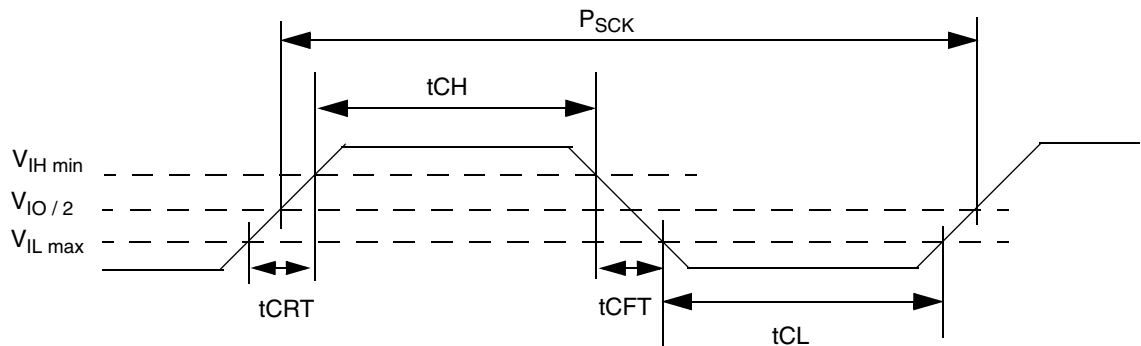 PSCK
tCH
VIH min
VIO / 2
VIL max
tCRT
tCFT
tCL